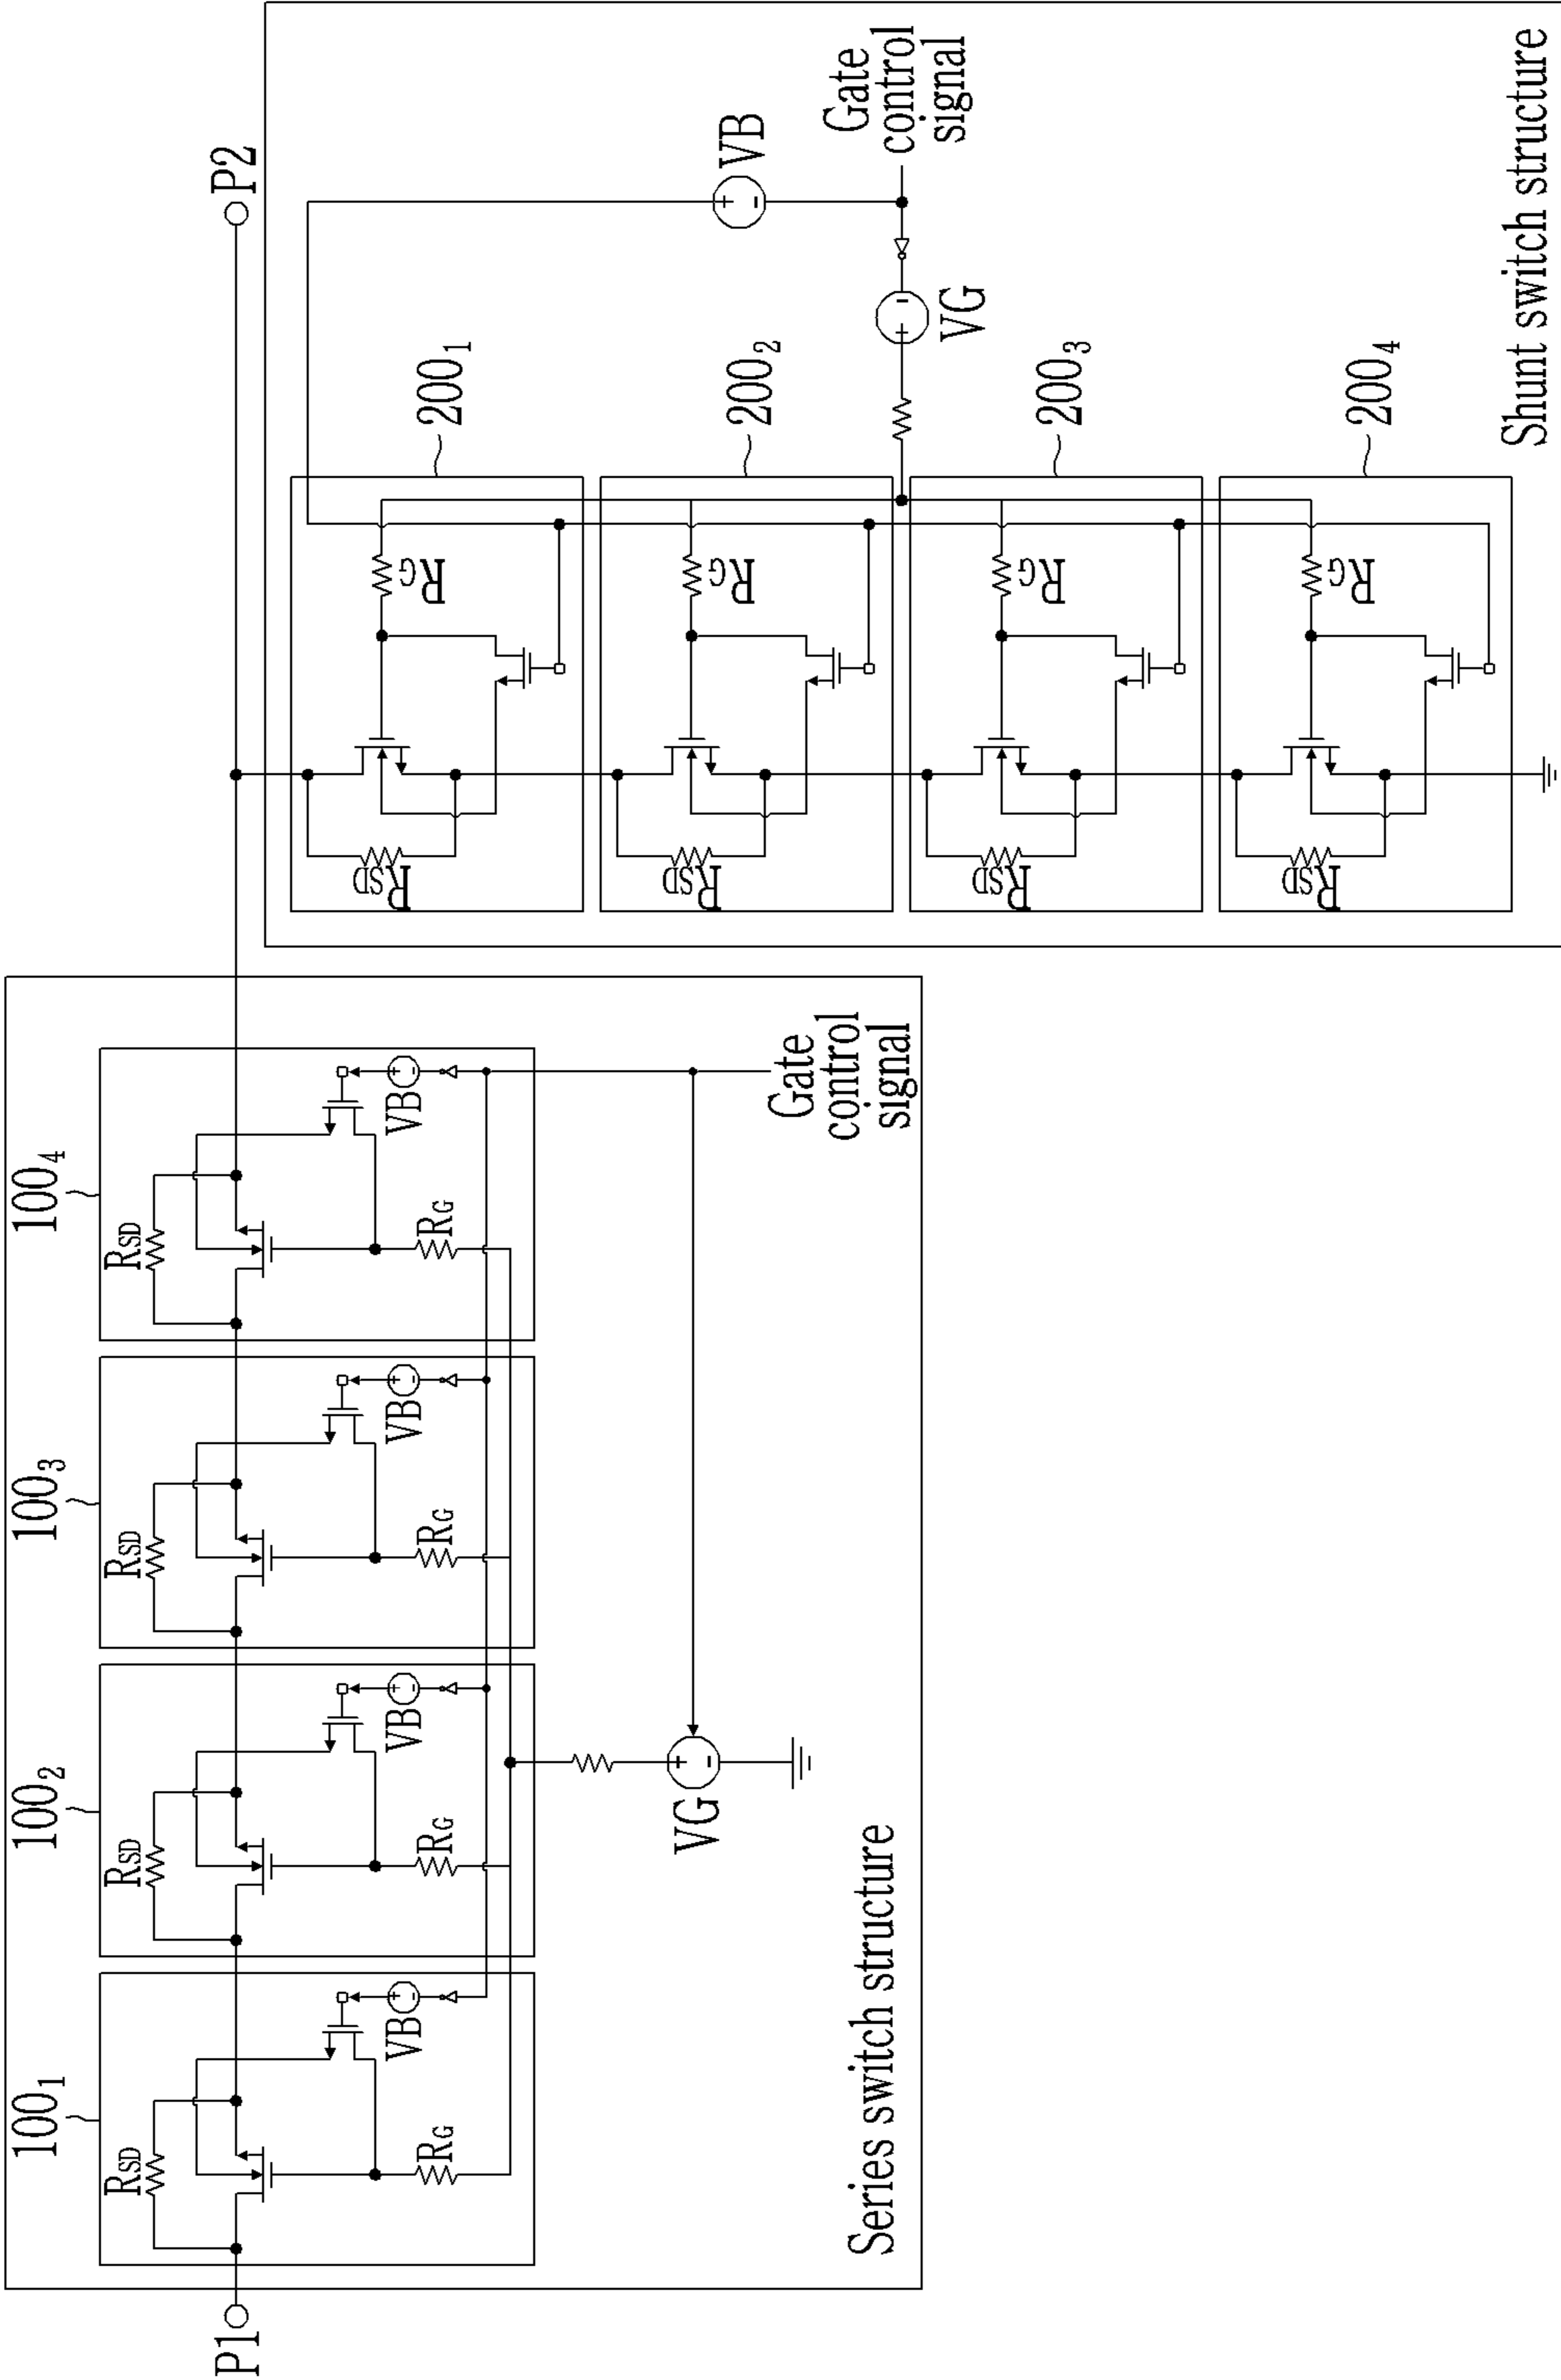 P1
100₁
RSD
RG
VB
100₂
RSD
RG
VB
100₃
RSD
RG
VB
100₄
RSD
RG
VB
VG
Gate
control
signal
Series switch structure
P2
RSD
RG
200₁
RSD
RG
200₂
RSD
RG
200₃
RSD
RG
200₄
VB
VG
Gate
control
signal
Shunt switch structure